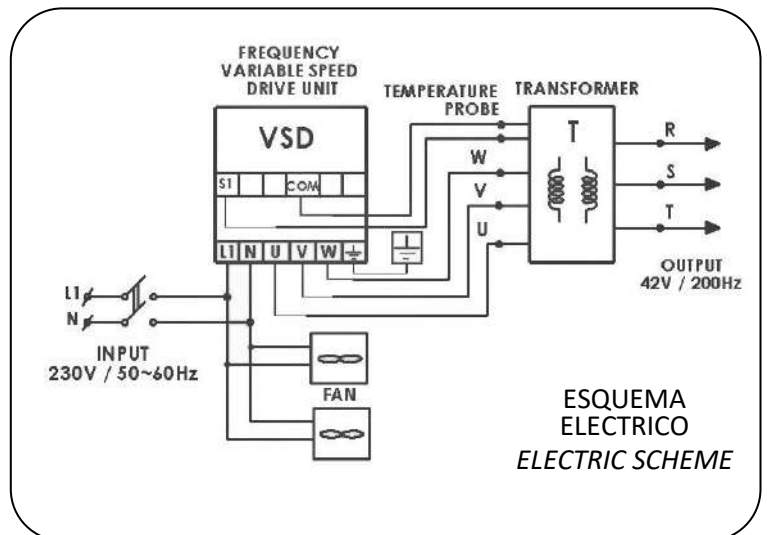 FREQUENCY
VARIABLE SPEED
DRIVE UNIT
VSD
S1
COM
L1 N U V W
TEMPERATURE
PROBE
TRANSFORMER
T
W
V
U
R
S
T
OUTPUT
42V / 200Hz
L1
N
INPUT
230V / 50~60Hz
FAN
ESQUEMA
ELECTRICO
ELECTRIC SCHEME